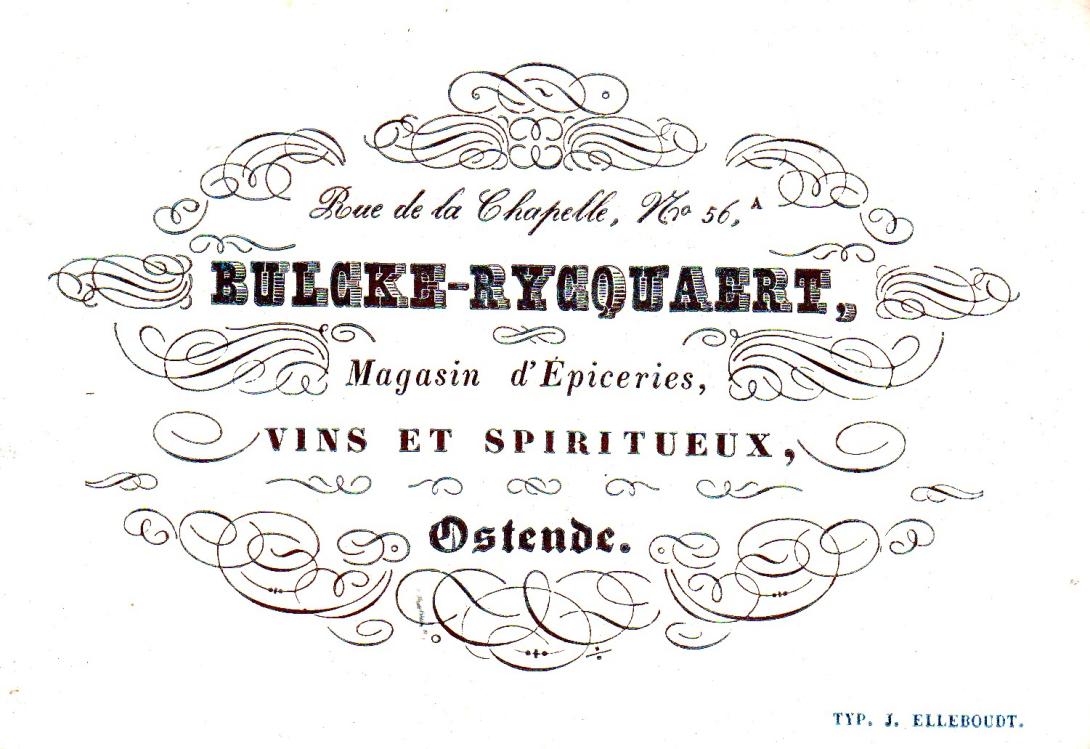 Rue de la Chapelle, No 56, A
BULCKE-RYCQUAERT,
Magasin d'Épiceries,
VINS ET SPIRITUEUX,
Ostende.
TYP. J. ELLEBOUDT.